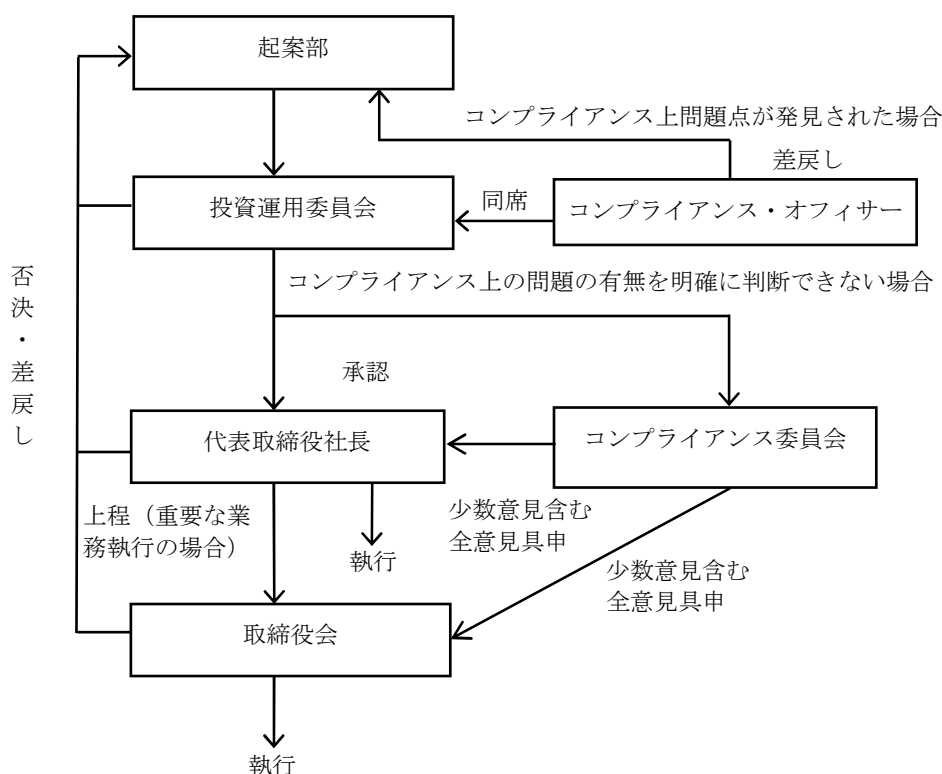 起案部
コンプライアンス上問題点が発見された場合
差戻し
投資運用委員会
同席
コンプライアンス・オフィサー
否決・差戻し
コンプライアンス上の問題の有無を明確に判断できない場合
承認
代表取締役社長
コンプライアンス委員会
上程（重要な業
務執行の場合）
執行
少数意見含む
全意見具申
少数意見含む
全意見具申
取締役会
執行